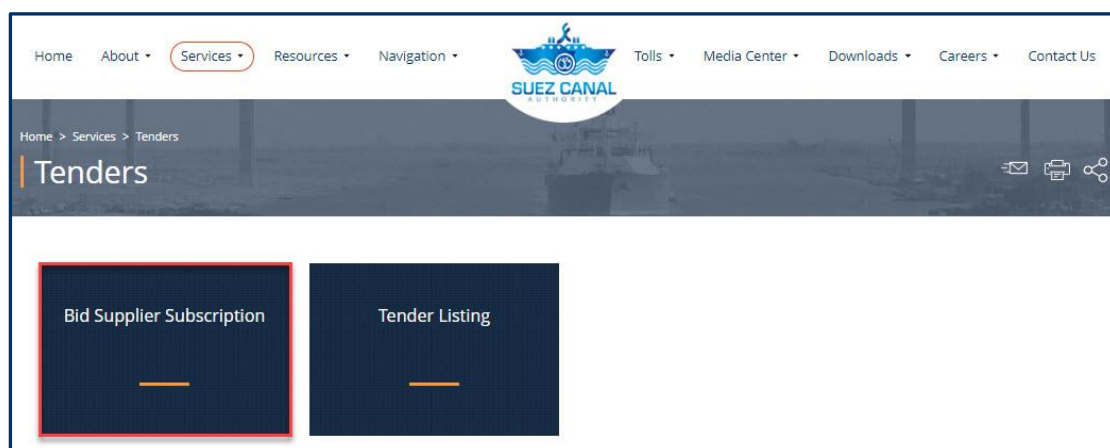 Home About Services Resources Navigation SUEZ CANAL AUTHORITY Tolls Media Center Downloads Careers Contact Us
Home > Services > Tenders
Tenders
Bid Supplier Subscription Tender Listing